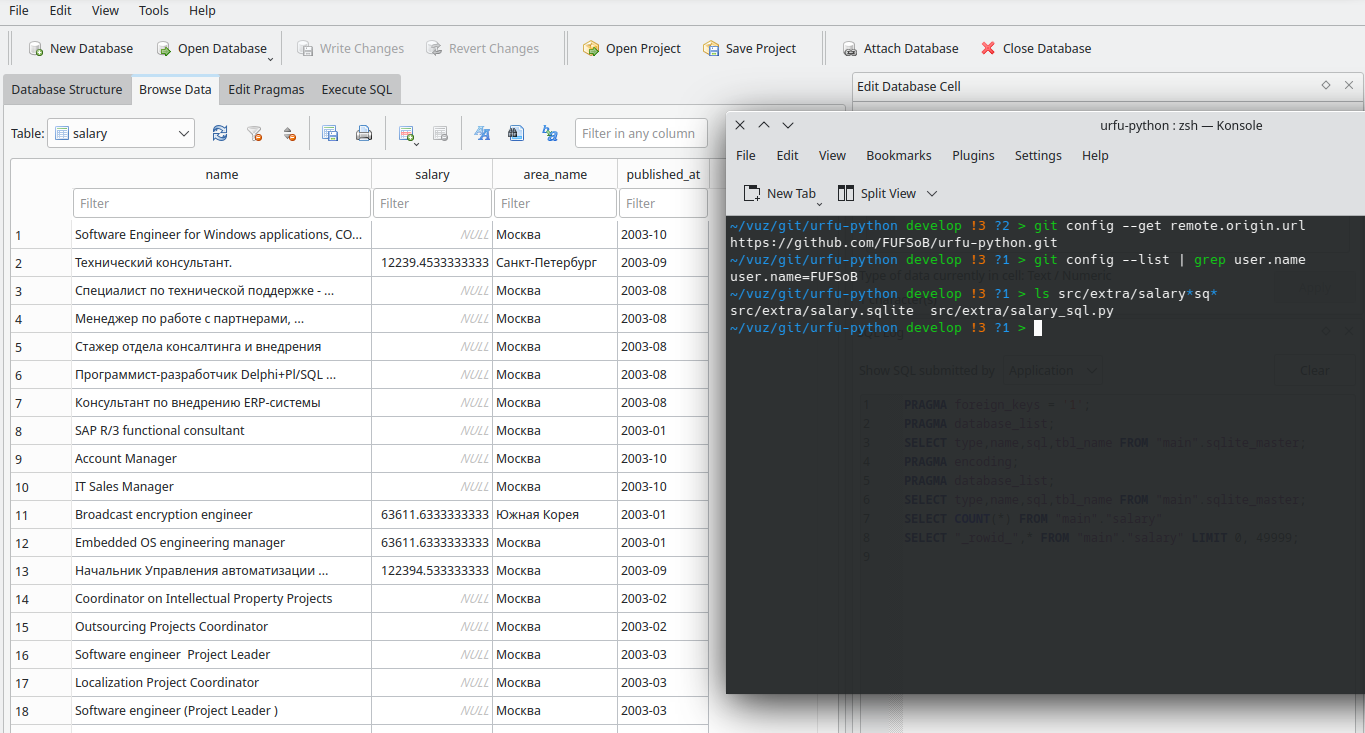 File Edit View Tools Help
New Database Open Database Write Changes Revert Changes Open Project Save Project Attach Database Close Database
Database Structure Browse Data Edit Pragmas Execute SQL
Table: salary Filter in any column
name salary area_name published_at
Filter Filter Filter Filter
1 Software Engineer for Windows applications, CO... NULL Москва 2003-10
2 Технический консультант. 12239.4533333333 Санкт-Петербург 2003-09
3 Специалист по технической поддержке - ... NULL Москва 2003-08
4 Менеджер по работе с партнерами, ... NULL Москва 2003-08
5 Стажер отдела консалтинга и внедрения NULL Москва 2003-08
6 Программист-разработчик Delphi+Pl/SQL ... NULL Москва 2003-08
7 Консультант по внедрению ERP-системы NULL Москва 2003-08
8 SAP R/3 functional consultant NULL Москва 2003-01
9 Account Manager NULL Москва 2003-10
10 IT Sales Manager NULL Москва 2003-10
11 Broadcast encryption engineer 63611.6333333333 Южная Корея 2003-01
12 Embedded OS engineering manager 63611.6333333333 Москва 2003-01
13 Начальник Управления автоматизации ... 122394.533333333 Москва 2003-09
14 Coordinator on Intellectual Property Projects NULL Москва 2003-02
15 Outsourcing Projects Coordinator NULL Москва 2003-02
16 Software engineer  Project Leader NULL Москва 2003-03
17 Localization Project Coordinator NULL Москва 2003-03
18 Software engineer (Project Leader ) NULL Москва 2003-03
Edit Database Cell
urfu-python : zsh — Konsole
File Edit View Bookmarks Plugins Settings Help
New Tab Split View
~/vuz/git/urfu-python develop !3 ?2 > git config --get remote.origin.url
https://github.com/FUFSoB/urfu-python.git
~/vuz/git/urfu-python develop !3 ?1 > git config --list | grep user.name
user.name=FUFSoB
Type of data currently in cell: Text / Numeric
~/vuz/git/urfu-python develop !3 ?1 > ls src/extra/salary*sq*
src/extra/salary.sqlite  src/extra/salary_sql.py
~/vuz/git/urfu-python develop !3 ?1 >
Show SQL submitted by Application Clear
1 PRAGMA foreign_keys = '1';
2 PRAGMA database_list;
3 SELECT type,name,sql,tbl_name FROM "main".sqlite_master;
4 PRAGMA encoding;
5 PRAGMA database_list;
6 SELECT type,name,sql,tbl_name FROM "main".sqlite_master;
7 SELECT COUNT(*) FROM "main"."salary"
8 SELECT "_rowid_",* FROM "main"."salary" LIMIT 0, 49999;
9